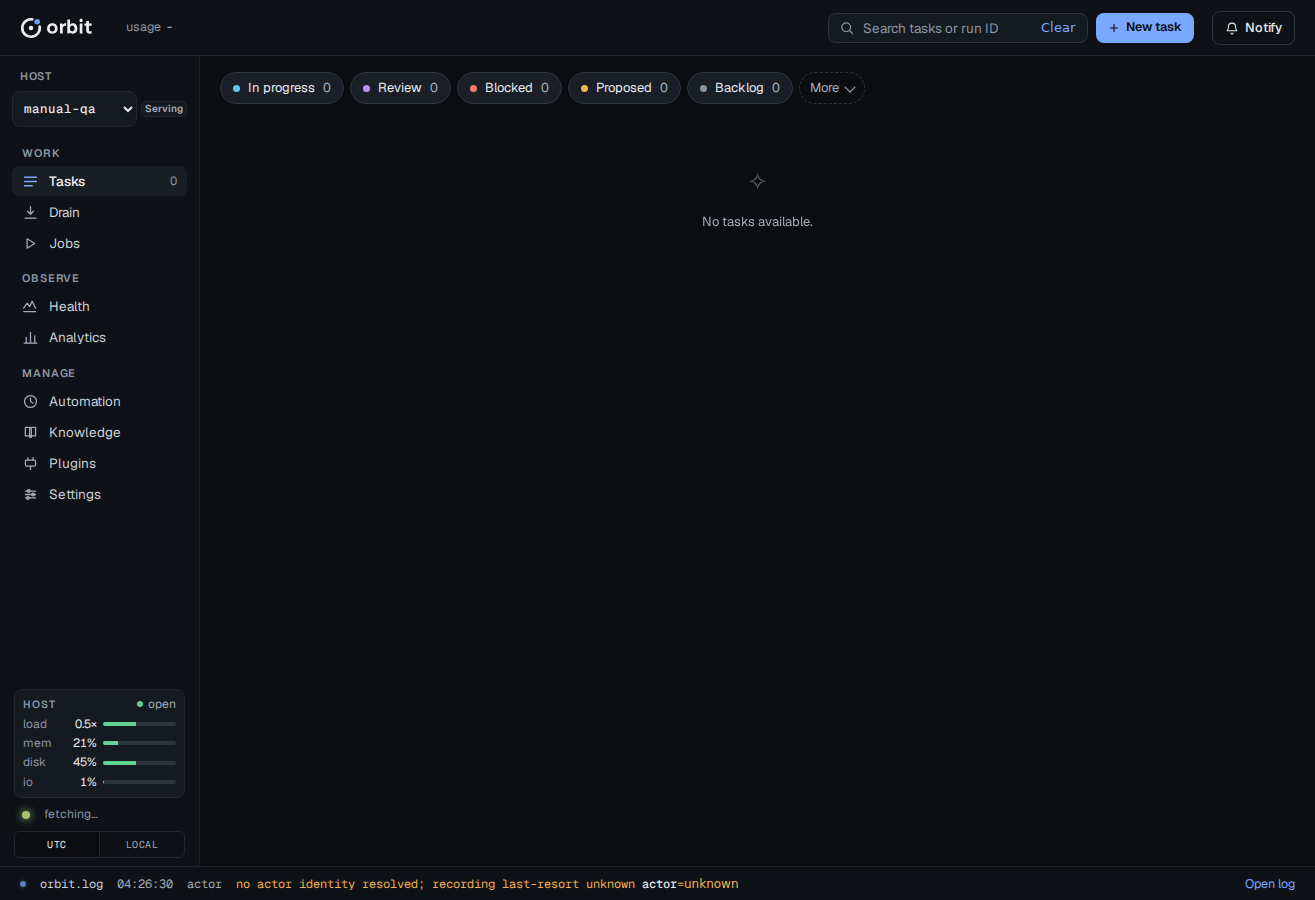 orbit
usage -
Search tasks or run ID
Clear
+ New task
Notify
HOST
manual-qa
Serving
WORK
Tasks 0
Drain
Jobs
OBSERVE
Health
Analytics
MANAGE
Automation
Knowledge
Plugins
Settings
In progress 0
Review 0
Blocked 0
Proposed 0
Backlog 0
More
No tasks available.
HOST open
load 0.5×
mem 21%
disk 45%
io 1%
fetching…
UTC LOCAL
orbit.log 04:26:30 actor no actor identity resolved; recording last-resort unknown actor=unknown
Open log